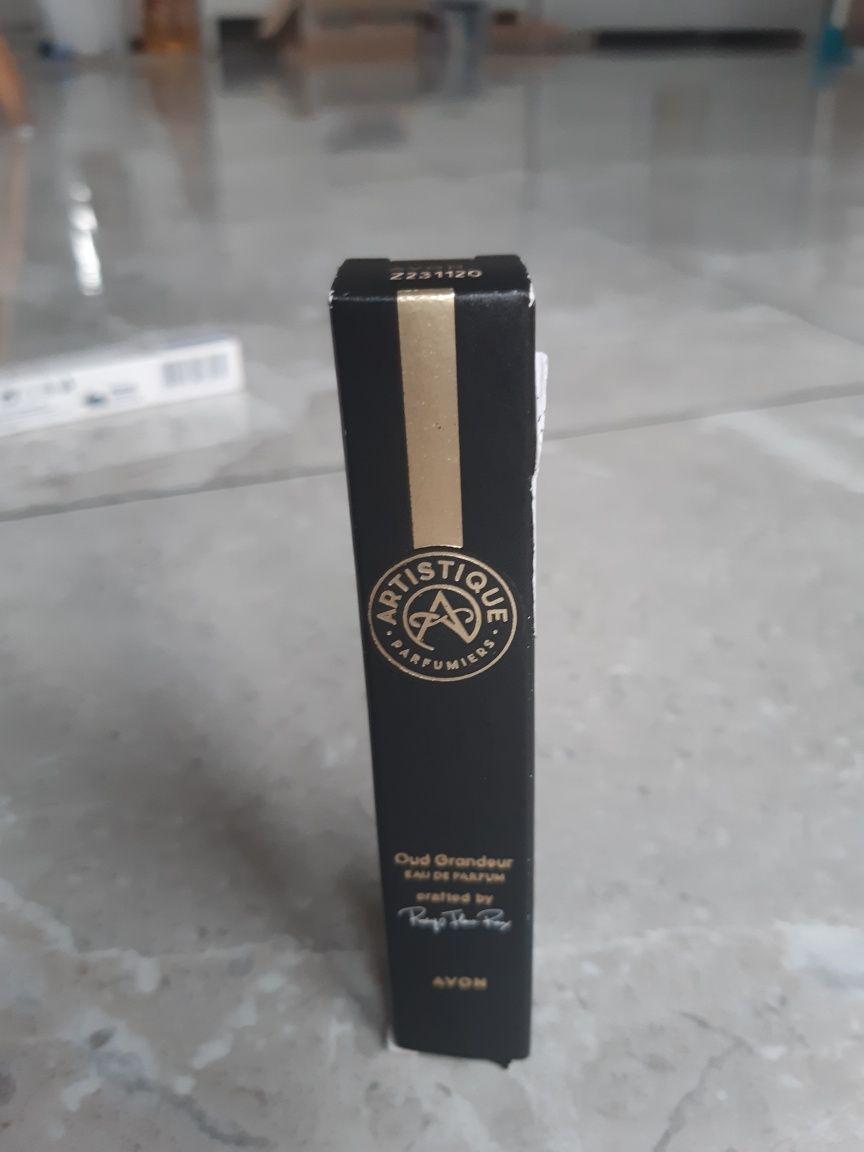 2231120
ARTISTIQUE
A
· PARFUMIERS ·
Oud Grandeur
EAU DE PARFUM
crafted by
AVON